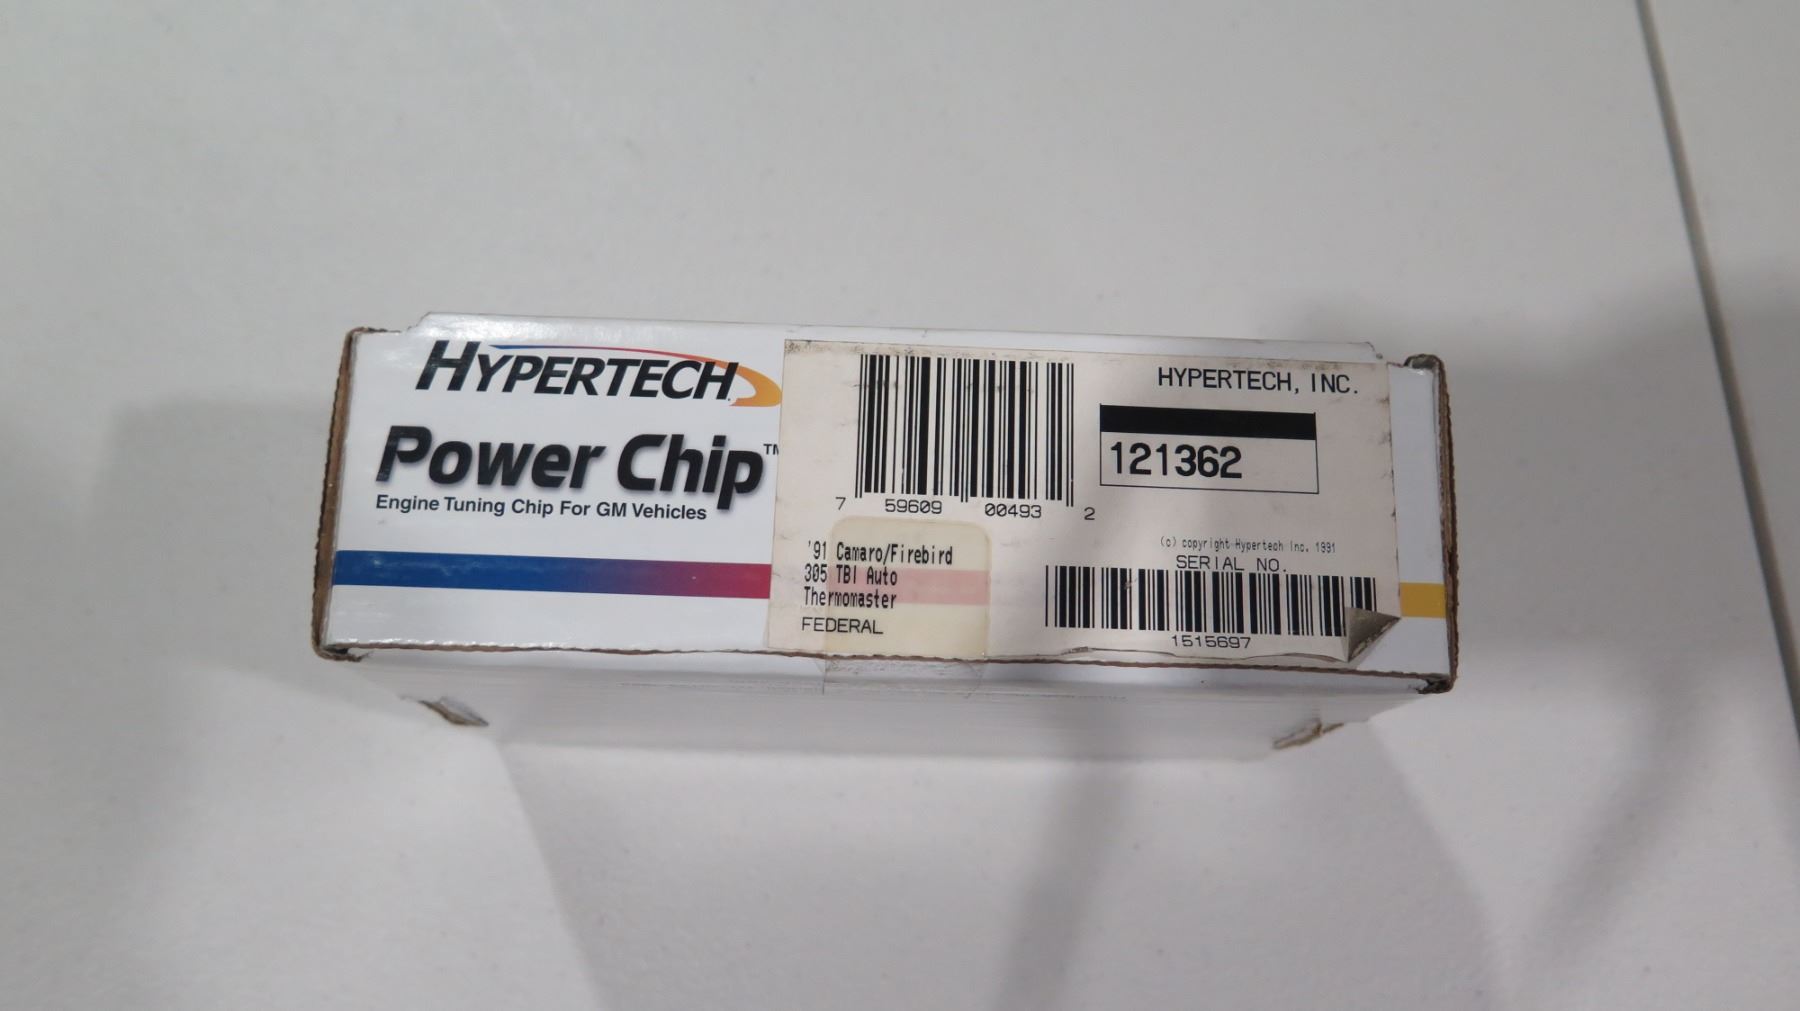 HYPERTECH
Power Chip™
Engine Tuning Chip For GM Vehicles
7 59609 00493 2
HYPERTECH, INC.
121362
'91 Camaro/Firebird
305 TBI Auto
Thermomaster
FEDERAL
(c) copyright Hypertech Inc. 1991
SERIAL NO.
1515697